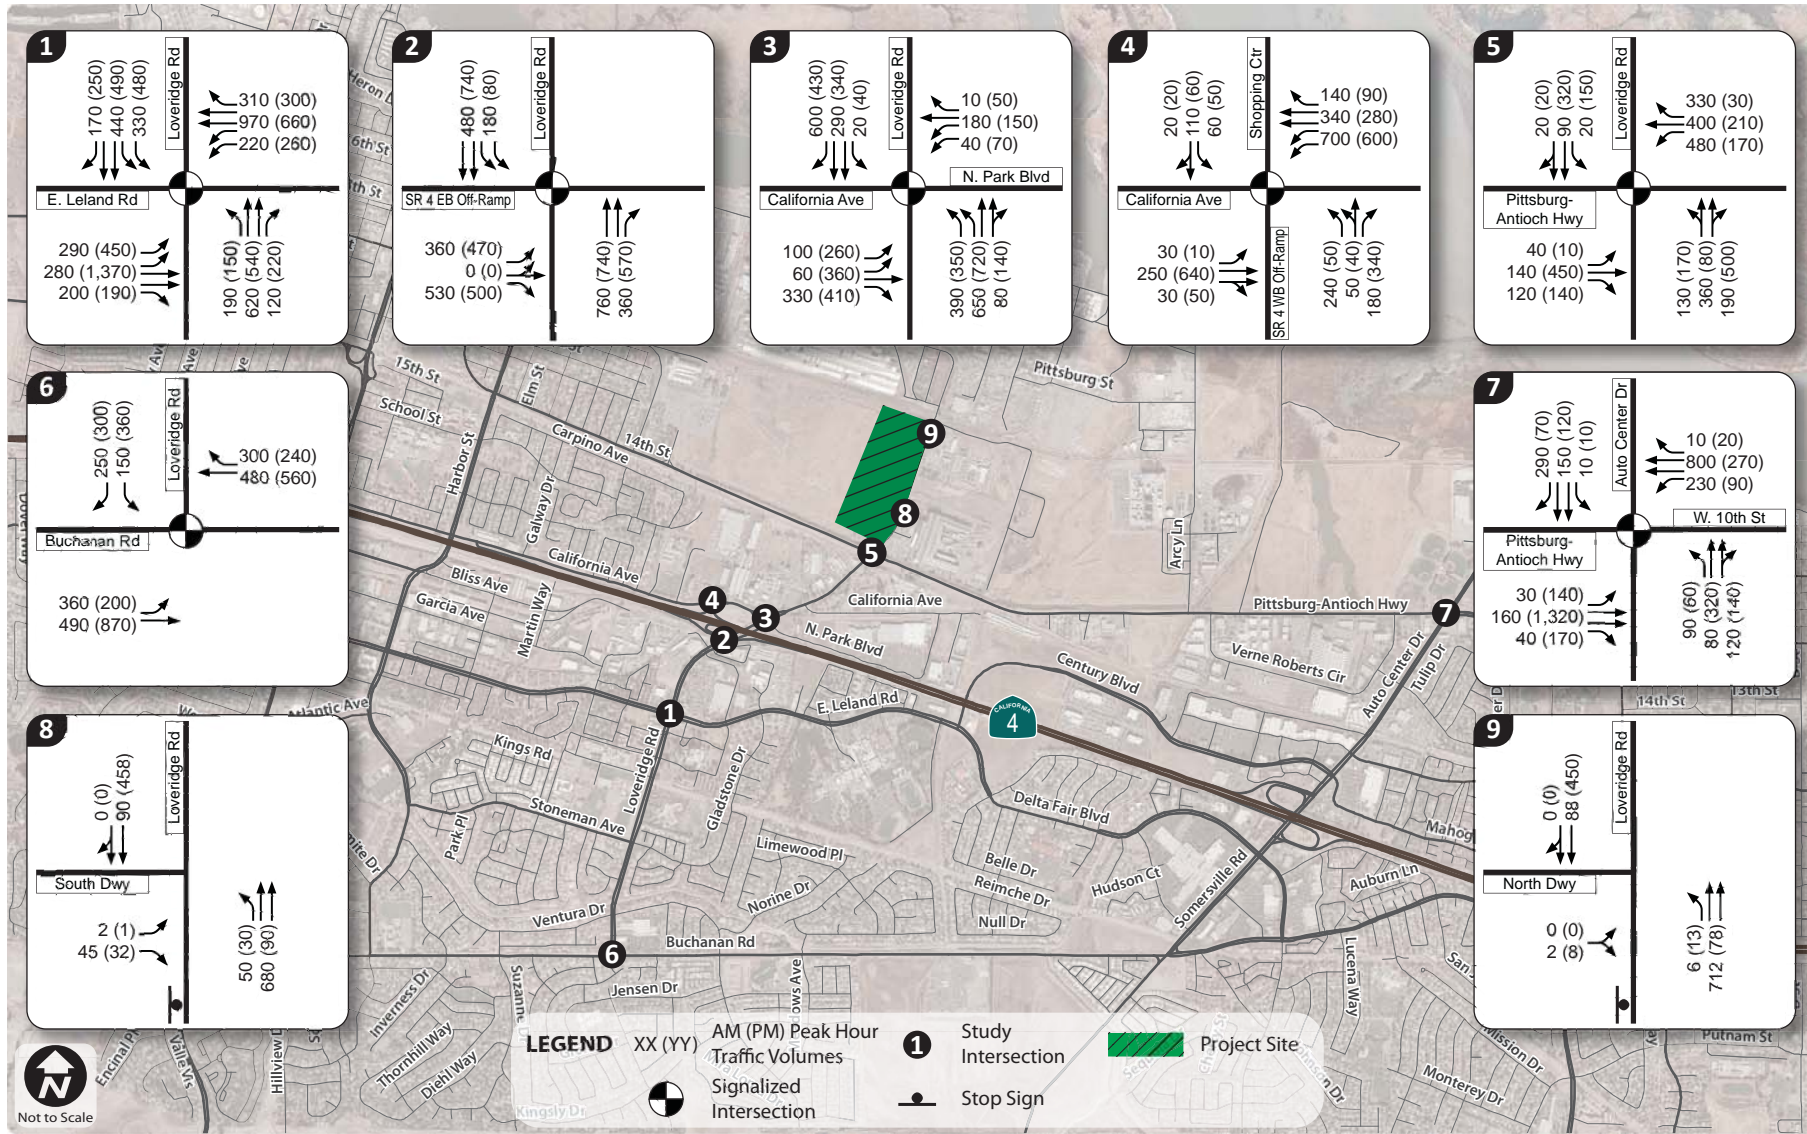 1
Loveridge Rd
170 (250)
440 (490)
330 (480)
310 (300)
970 (660)
220 (260)
E. Leland Rd
290 (450)
280 (1,370)
200 (190)
190 (150)
620 (540)
120 (220)
2
Loveridge Rd
480 (740)
180 (80)
SR 4 EB Off-Ramp
360 (470)
0 (0)
530 (500)
760 (740)
360 (570)
3
Loveridge Rd
600 (430)
290 (340)
20 (40)
10 (50)
180 (150)
40 (70)
N. Park Blvd
California Ave
100 (260)
60 (360)
330 (410)
390 (350)
650 (720)
80 (140)
4
Shopping Ctr
20 (20)
110 (60)
60 (50)
140 (90)
340 (280)
700 (600)
California Ave
SR 4 WB Off-Ramp
30 (10)
250 (640)
30 (50)
240 (50)
50 (40)
180 (340)
5
Loveridge Rd
20 (20)
90 (320)
20 (150)
330 (30)
400 (210)
480 (170)
Pittsburg-
Antioch Hwy
40 (10)
140 (450)
120 (140)
130 (170)
360 (80)
190 (500)
6
Loveridge Rd
250 (300)
150 (360)
300 (240)
480 (560)
Buchanan Rd
360 (200)
490 (870)
7
Auto Center Dr
290 (70)
150 (120)
10 (10)
10 (20)
800 (270)
230 (90)
W. 10th St
Pittsburg-
Antioch Hwy
30 (140)
160 (1,320)
40 (170)
90 (60)
80 (320)
120 (140)
8
Loveridge Rd
0 (0)
90 (458)
South Dwy
2 (1)
45 (32)
50 (30)
680 (90)
9
Loveridge Rd
0 (0)
88 (450)
North Dwy
0 (0)
2 (8)
6 (13)
712 (78)
6th St
8th St
15th St
School St
Elm St
Harbor St
Carpino Ave
14th St
Pittsburg St
Galway Dr
California Ave
Bliss Ave
Garcia Ave
Martin Way
California Ave
N. Park Blvd
Arcy Ln
Pittsburg-Antioch Hwy
Verne Roberts Cir
Auto Center Dr
Tulip Dr
Century Blvd
E. Leland Rd
CALIFORNIA
4
Atlantic Ave
Kings Rd
Loveridge Rd
Gladstone Dr
Stoneman Ave
Park Pl
Limewood Pl
Delta Fair Blvd
Belle Dr
Reimche Dr
Null Dr
Hudson Ct
Somersville Rd
Auburn Ln
Norine Dr
Ventura Dr
Buchanan Rd
Jensen Dr
Lucena Way
Inverness Dr
Thornhill Way
Diehl Way
Hillview
Kingsly Dr
Mission Dr
Monterey Dr
Putnam St
13th St
14th St
1
2
3
4
5
6
7
8
9
N
Not to Scale
LEGEND
XX (YY)
AM (PM) Peak Hour
Traffic Volumes
Signalized
Intersection
1
Study
Intersection
Stop Sign
Project Site